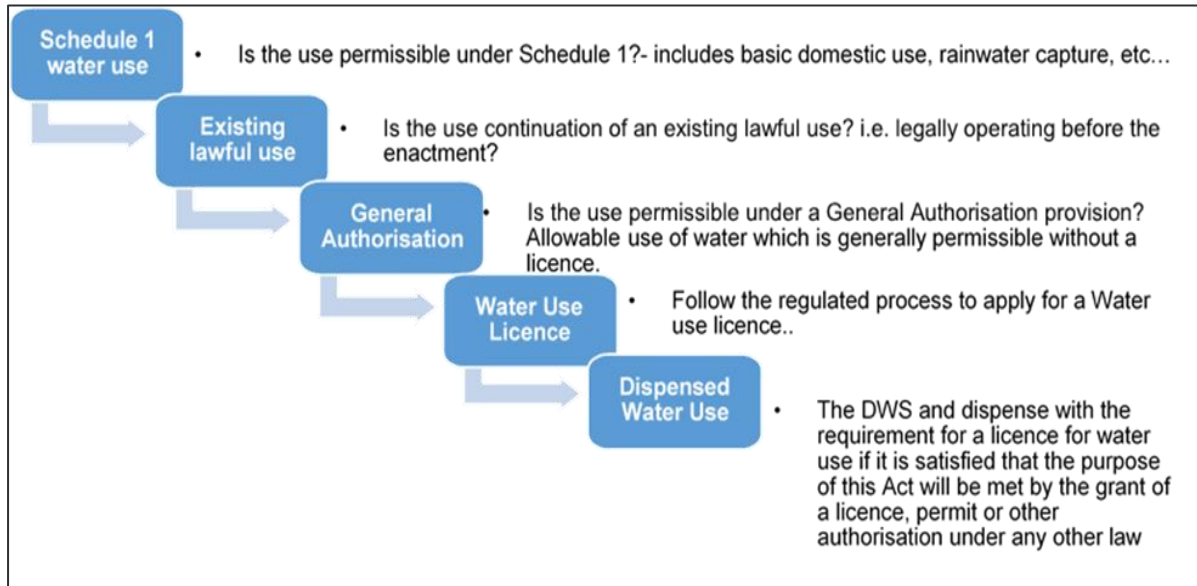 Schedule 1
water use
• Is the use permissible under Schedule 1?- includes basic domestic use, rainwater capture, etc…
Existing
lawful use
• Is the use continuation of an existing lawful use? i.e. legally operating before the
enactment?
General
Authorisation
• Is the use permissible under a General Authorisation provision?
Allowable use of water which is generally permissible without a
licence.
Water Use
Licence
• Follow the regulated process to apply for a Water
use licence..
Dispensed
Water Use
• The DWS and dispense with the
requirement for a licence for water
use if it is satisfied that the purpose
of this Act will be met by the grant of
a licence, permit or other
authorisation under any other law